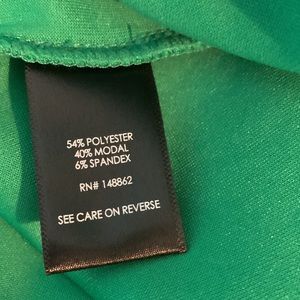 54% POLYESTER
40% MODAL
6% SPANDEX
RN# 148862
SEE CARE ON REVERSE